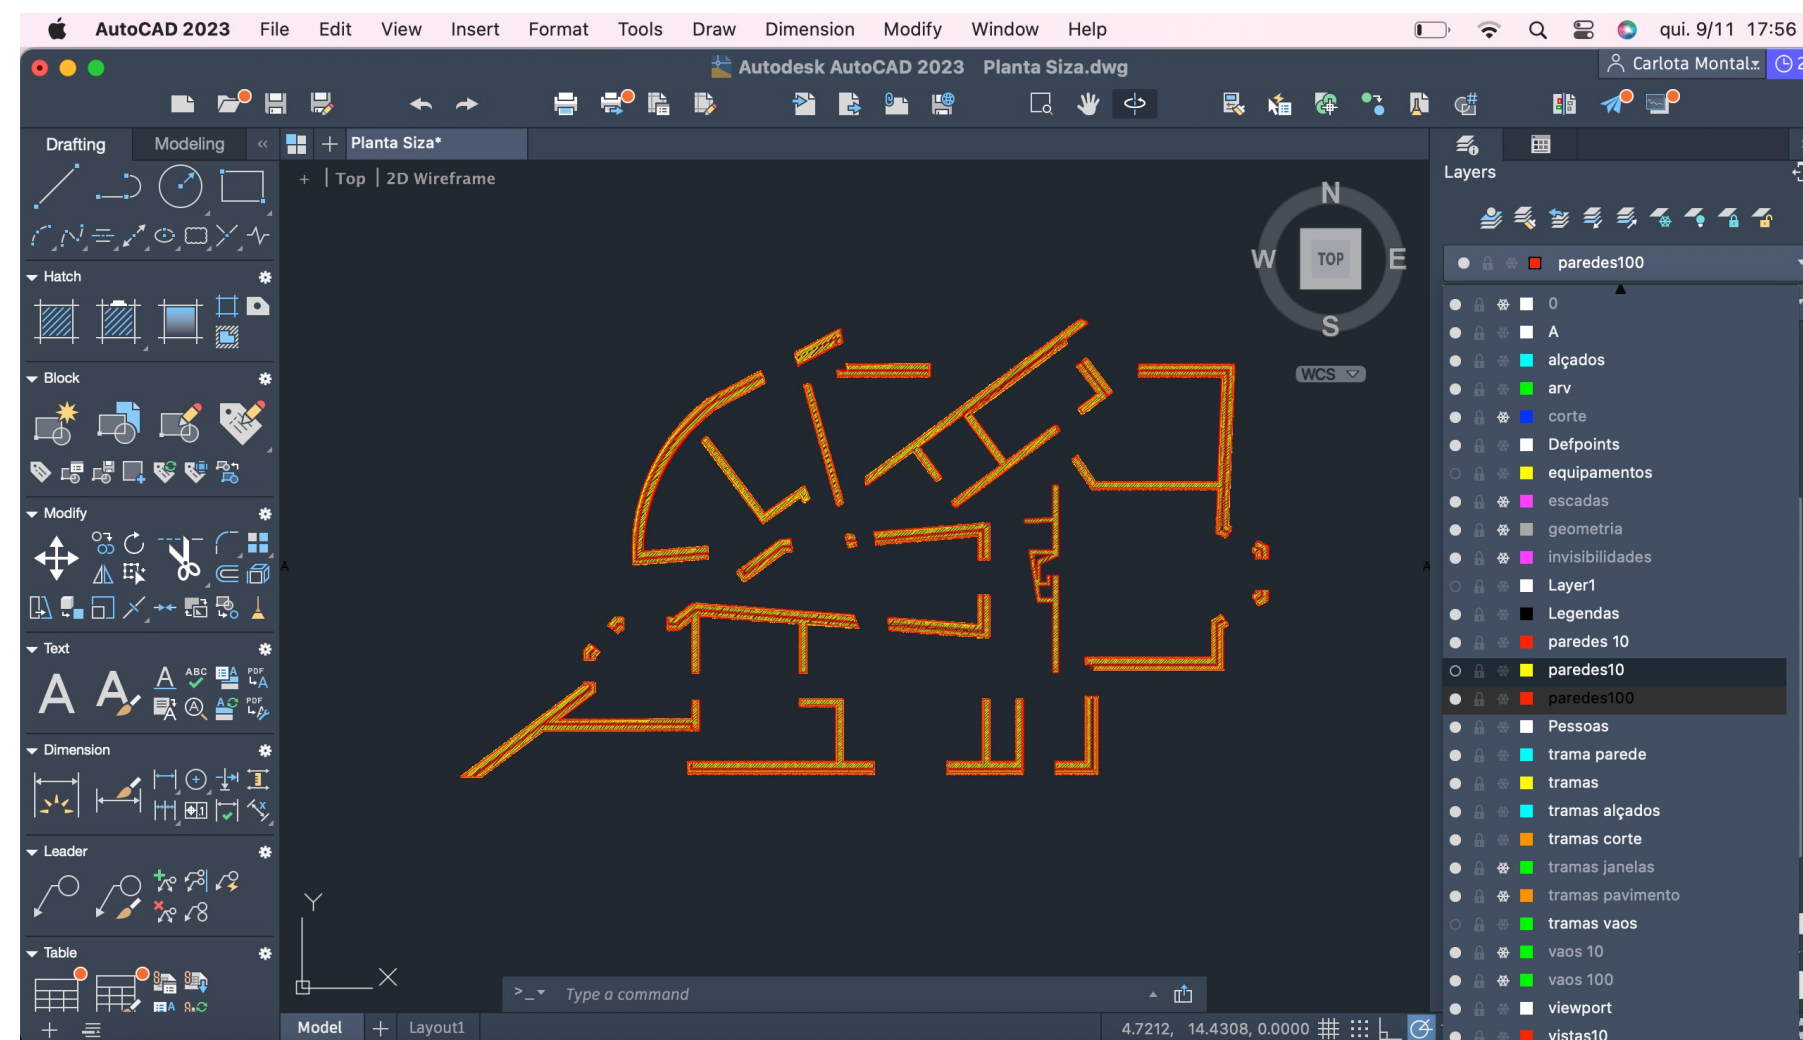 AutoCAD 2023 File Edit View Insert Format Tools Draw Dimension Modify Window Help qui. 9/11 17:56
Autodesk AutoCAD 2023 Planta Siza.dwg
Carlota Montal...
2
Drafting Modeling Planta Siza*
+ Top 2D Wireframe
N
W TOP E
S
WCS
Hatch
Block
Modify
Text
A A A ABC A PDF A
A A PDF
Dimension
Leader
Table
Layers
paredes100
0
A
alçados
arv
corte
Defpoints
equipamentos
escadas
geometria
invisibilidades
Layer1
Legendas
paredes 10
paredes10
paredes100
Pessoas
trama parede
tramas
tramas alçados
tramas corte
tramas janelas
tramas pavimento
tramas vaos
vaos 10
vaos 100
viewport
vistas10
A A
Y
X
>_ Type a command
Model + Layout1
4.7212, 14.4308, 0.0000